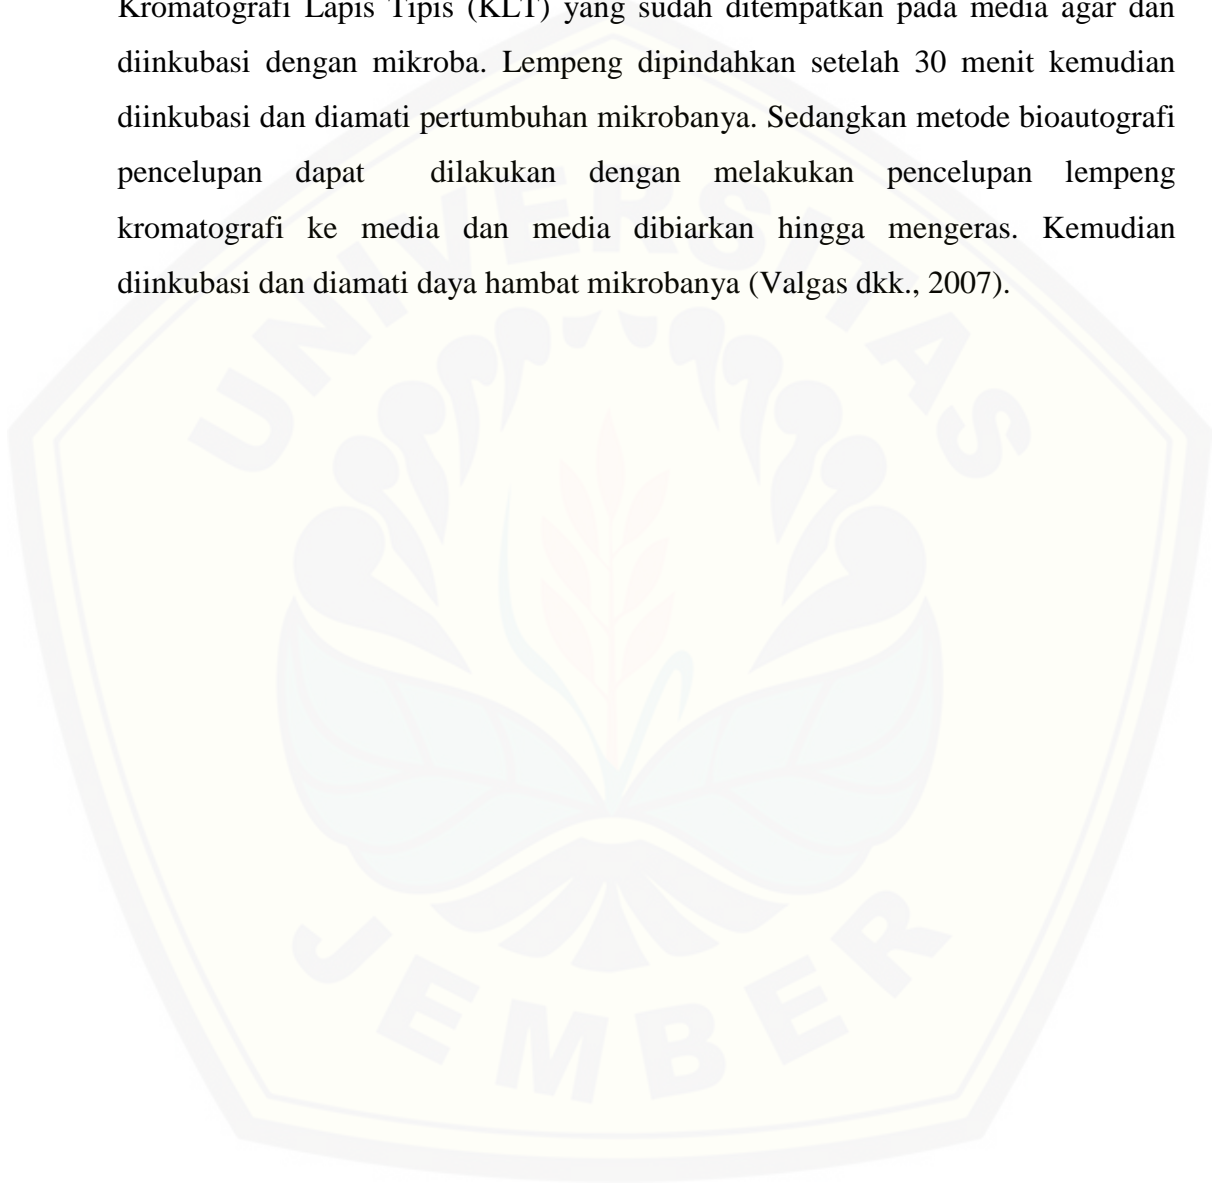 Kromatografi Lapis Tipis (KLT) yang sudah ditempatkan pada media agar dan
diinkubasi dengan mikroba. Lempeng dipindahkan setelah 30 menit kemudian
diinkubasi dan diamati pertumbuhan mikrobanya. Sedangkan metode bioautografi
pencelupan dapat dilakukan dengan melakukan pencelupan lempeng
kromatografi ke media dan media dibiarkan hingga mengeras. Kemudian
diinkubasi dan diamati daya hambat mikrobanya (Valgas dkk., 2007).
UNIVERSITAS
JEMBER